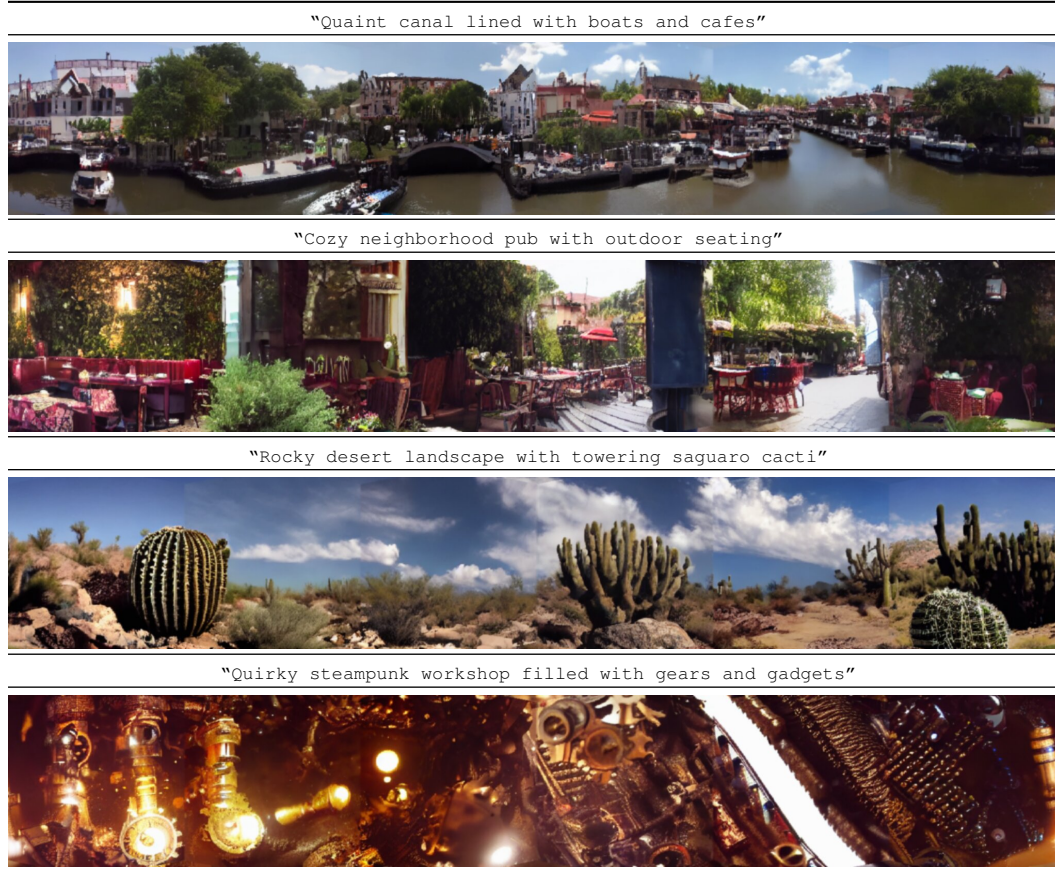 “Quaint canal lined with boats and cafes”
“Cozy neighborhood pub with outdoor seating”
“Rocky desert landscape with towering saguaro cacti”
“Quirky steampunk workshop filled with gears and gadgets”